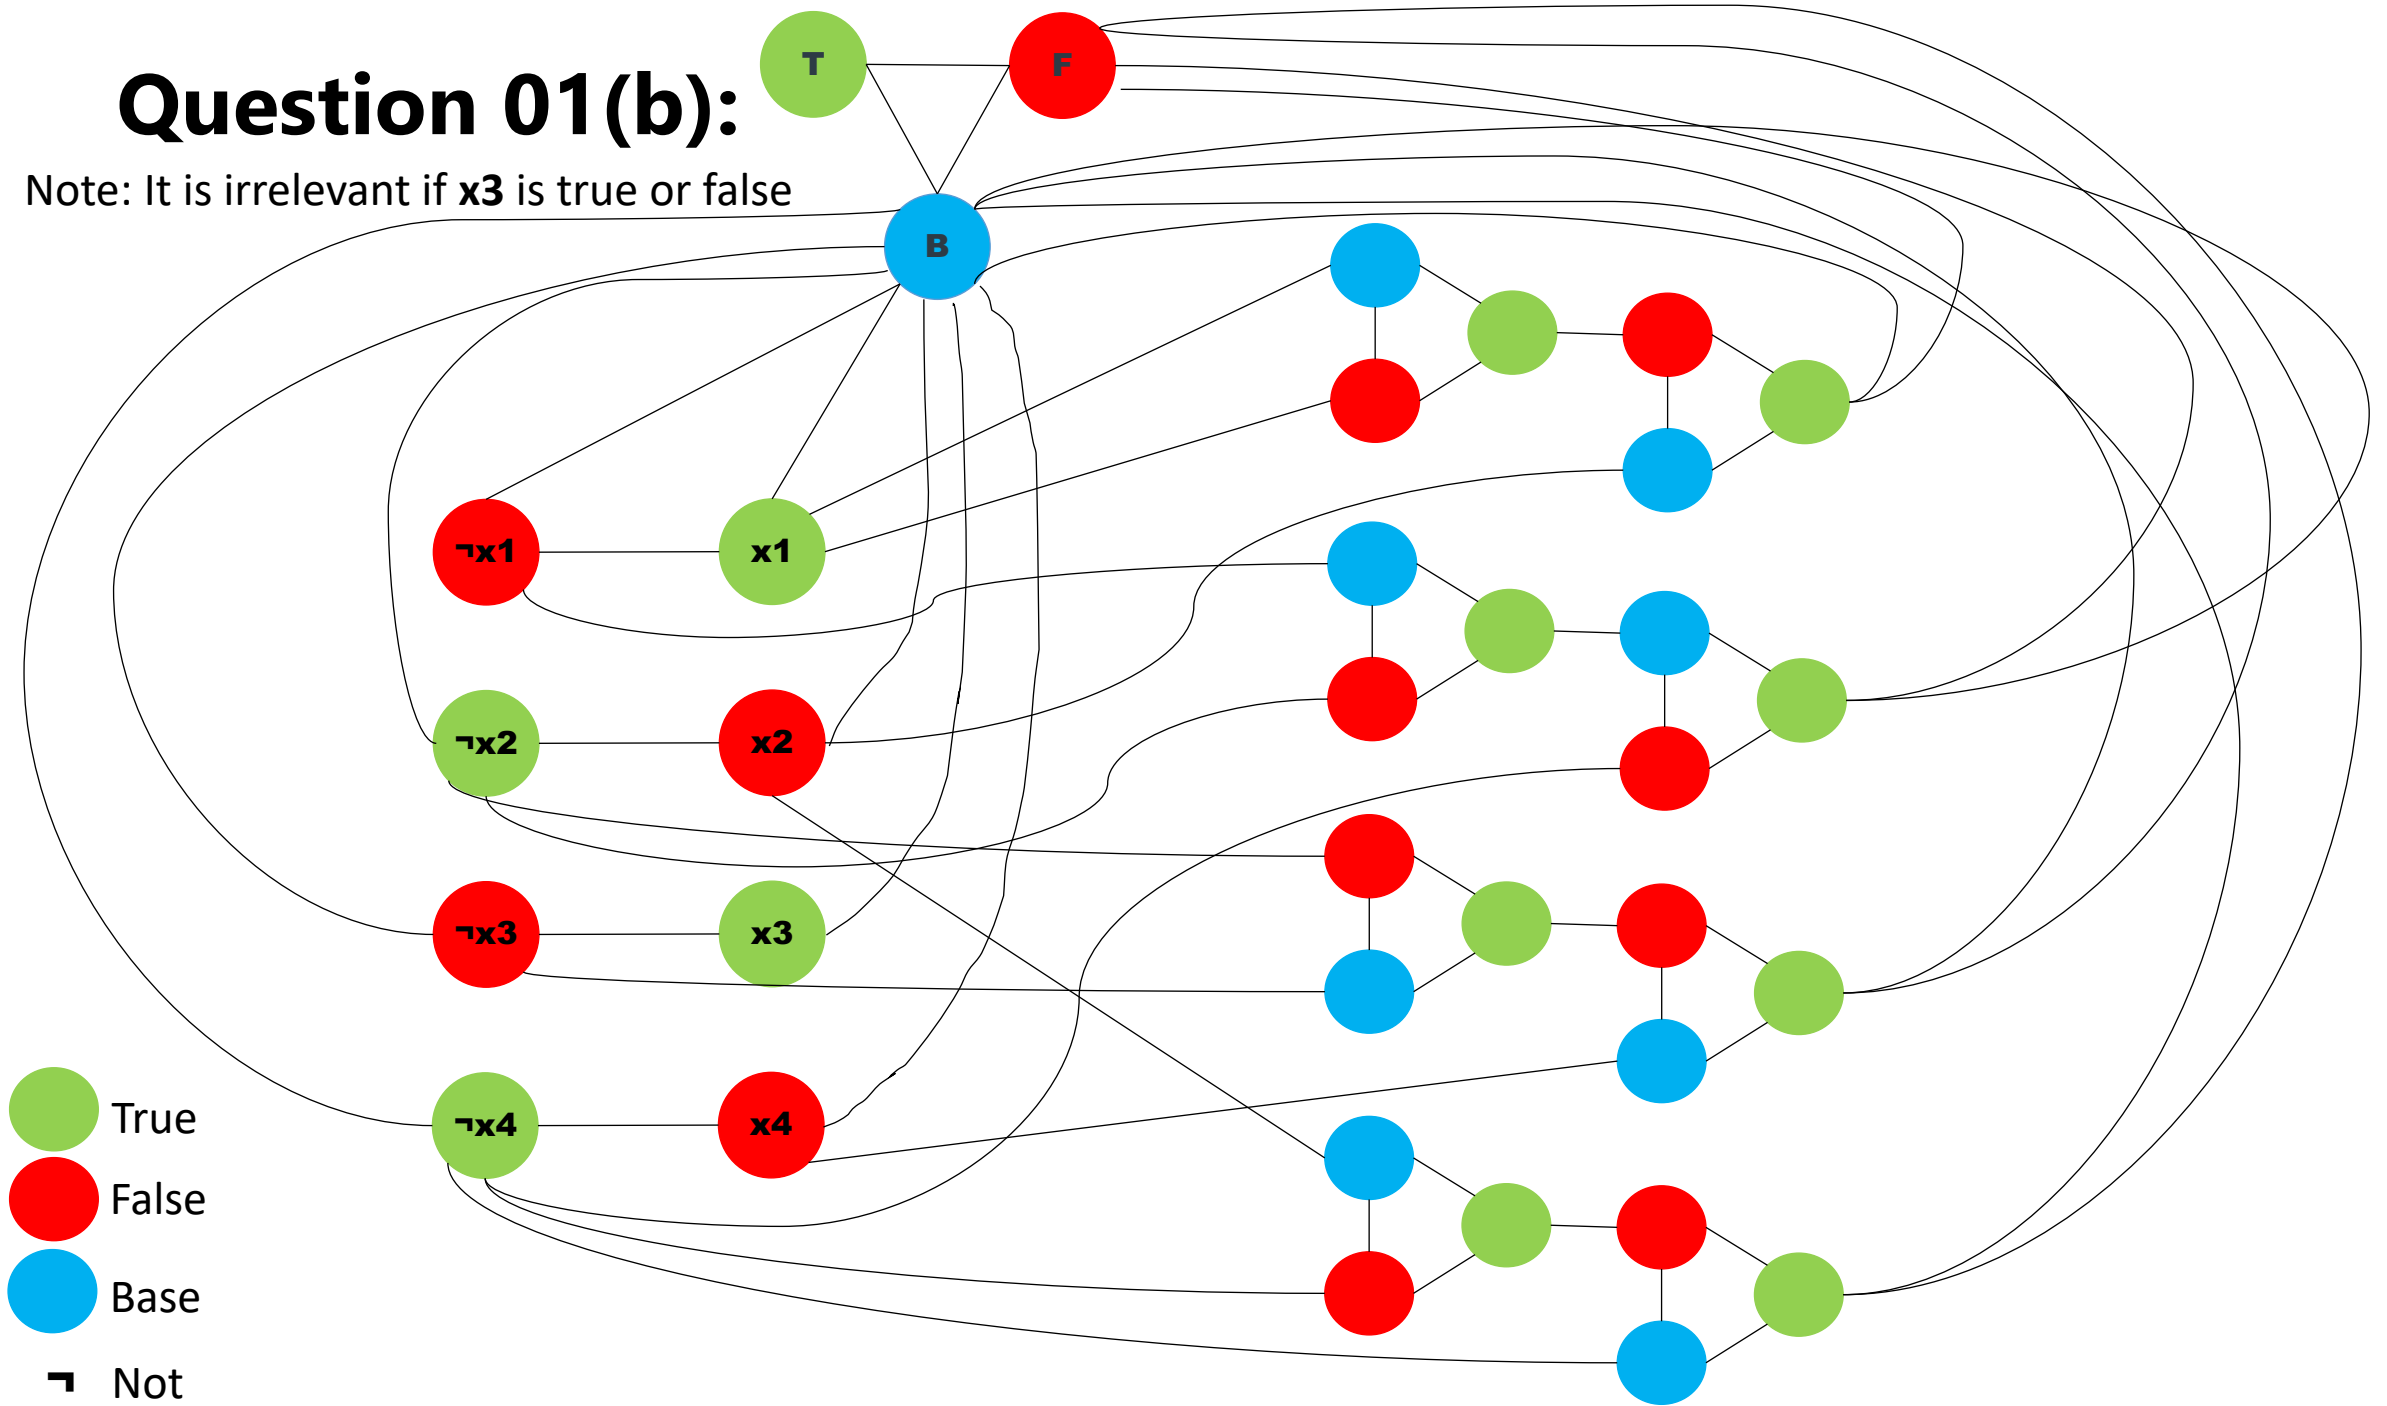 T
F
Question 01(b):
Note: It is irrelevant if x3 is true or false
B
¬x1
x1
¬x2
x2
¬x3
x3
¬x4
x4
True
False
Base
¬ Not